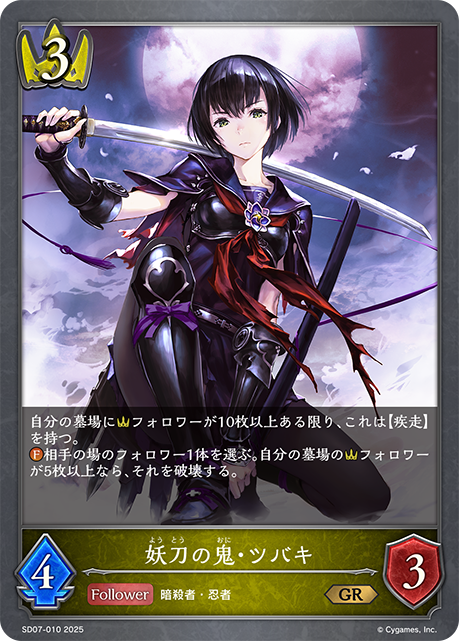 3
自分の墓場にフォロワーが10枚以上ある限り、これは【疾走】
を持つ。
F 相手の場のフォロワー1体を選ぶ。自分の墓場のフォロワー
が5枚以上なら、それを破壊する。
ようとう おに
妖刀の鬼・ツバキ
4
Follower 暗殺者・忍者
GR
3
SD07-010 2025
© Cygames, Inc.